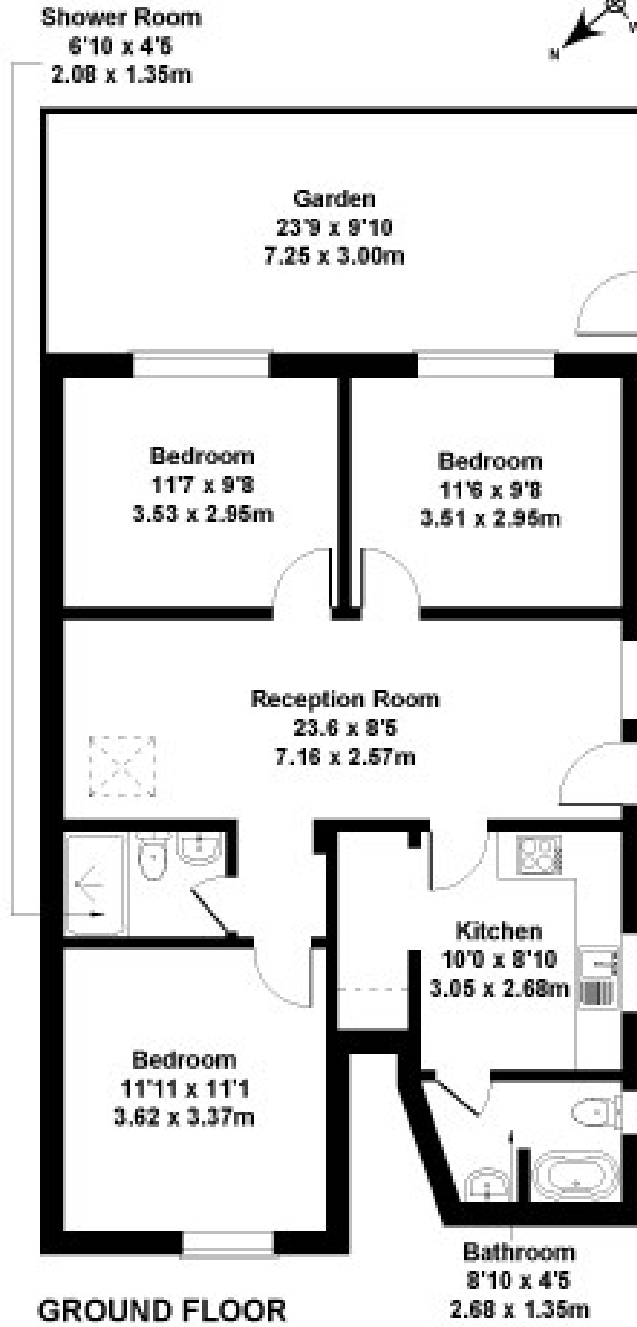 Shower Room
6'10 x 4'5
2.08 x 1.35m
N
W
Garden
23'9 x 9'10
7.25 x 3.00m
Bedroom
11'7 x 9'8
3.53 x 2.95m
Bedroom
11'6 x 9'8
3.51 x 2.95m
Reception Room
23.6 x 8'5
7.16 x 2.57m
Kitchen
10'0 x 8'10
3.05 x 2.68m
Bedroom
11'11 x 11'1
3.62 x 3.37m
Bathroom
8'10 x 4'5
2.68 x 1.35m
GROUND FLOOR